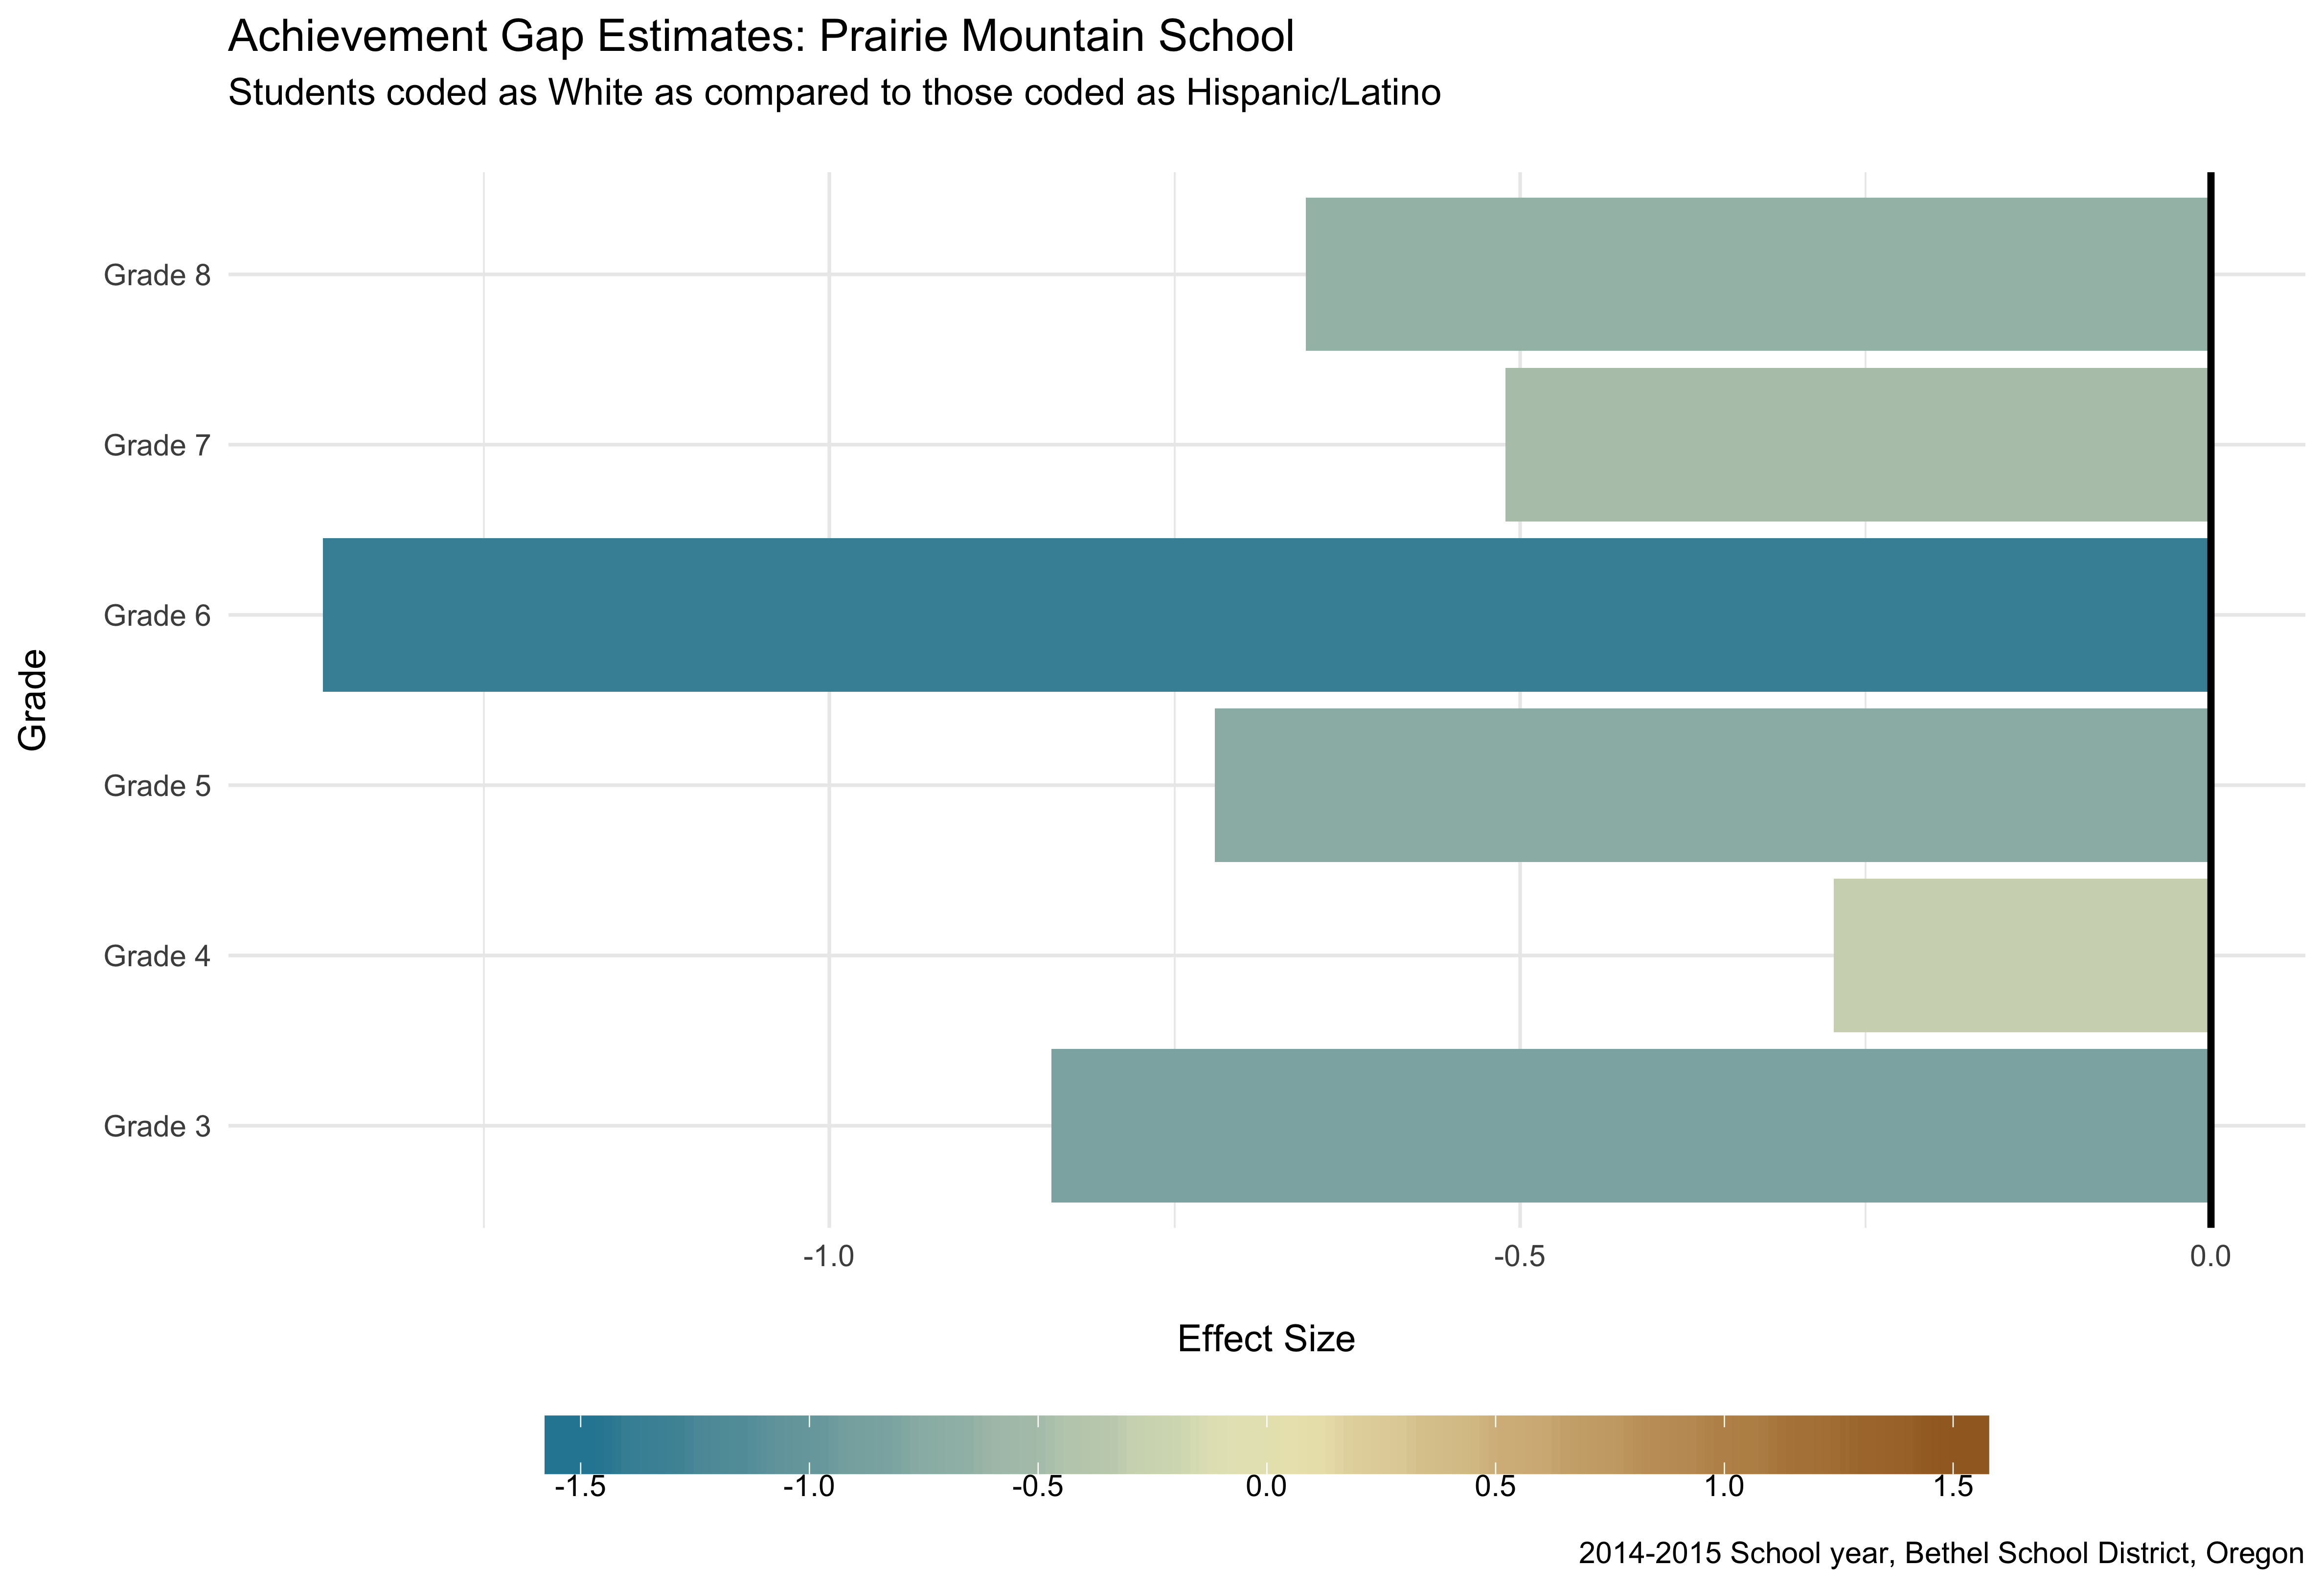 Achievement Gap Estimates: Prairie Mountain School
Students coded as White as compared to those coded as Hispanic/Latino
Grade 8
Grade 7
Grade 6
Grade 5
Grade 4
Grade 3
Grade
-1.0
-0.5
0.0
Effect Size
-1.5
-1.0
-0.5
0.0
0.5
1.0
1.5
2014-2015 School year, Bethel School District, Oregon